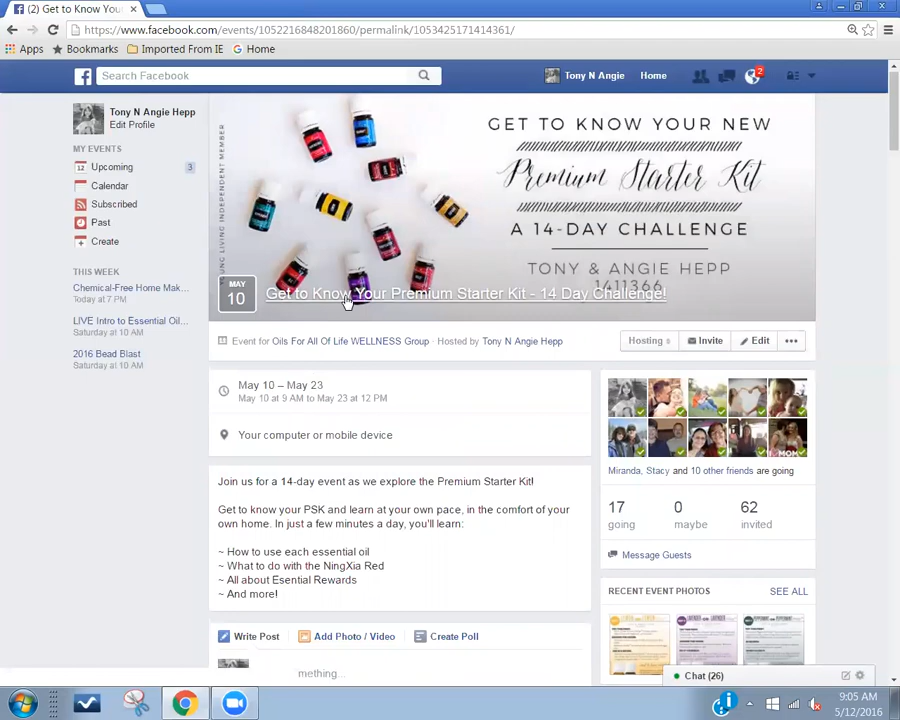 (2) Get to Know You
https://www.facebook.com/events/1052216848201860/permalink/1053425171414361/
Apps Bookmarks Imported From IE Home
Search Facebook
Tony N Angie Home 2
Tony N Angie Hepp
Edit Profile
MY EVENTS
Upcoming 3
Calendar
Subscribed
Past
Create
THIS WEEK
Chemical-Free Home Mak...
Today at 7 PM
LIVE Intro to Essential Oil...
Saturday at 10 AM
2016 Bead Blast
Saturday at 10 AM
YOUNG LIVING INDEPENDENT MEMBER
GET TO KNOW YOUR NEW
Premium Starter Kit
A 14-DAY CHALLENGE
TONY & ANGIE HEPP
1411366
MAY
10
Get to Know Your Premium Starter Kit - 14 Day Challenge!
Event for Oils For All Of Life WELLNESS Group · Hosted by Tony N Angie Hepp
Hosting Invite Edit
May 10 – May 23
May 10 at 9 AM to May 23 at 12 PM
Your computer or mobile device
Join us for a 14-day event as we explore the Premium Starter Kit!
Get to know your PSK and learn at your own pace, in the comfort of your
own home. In just a few minutes a day, you'll learn:
~ How to use each essential oil
~ What to do with the NingXia Red
~ All about Esential Rewards
~ And more!
Write Post Add Photo / Video Create Poll
mething...
MOM
Miranda, Stacy and 10 other friends are going
17 0 62
going maybe invited
Message Guests
RECENT EVENT PHOTOS SEE ALL
Chat (26)
9:05 AM
5/12/2016